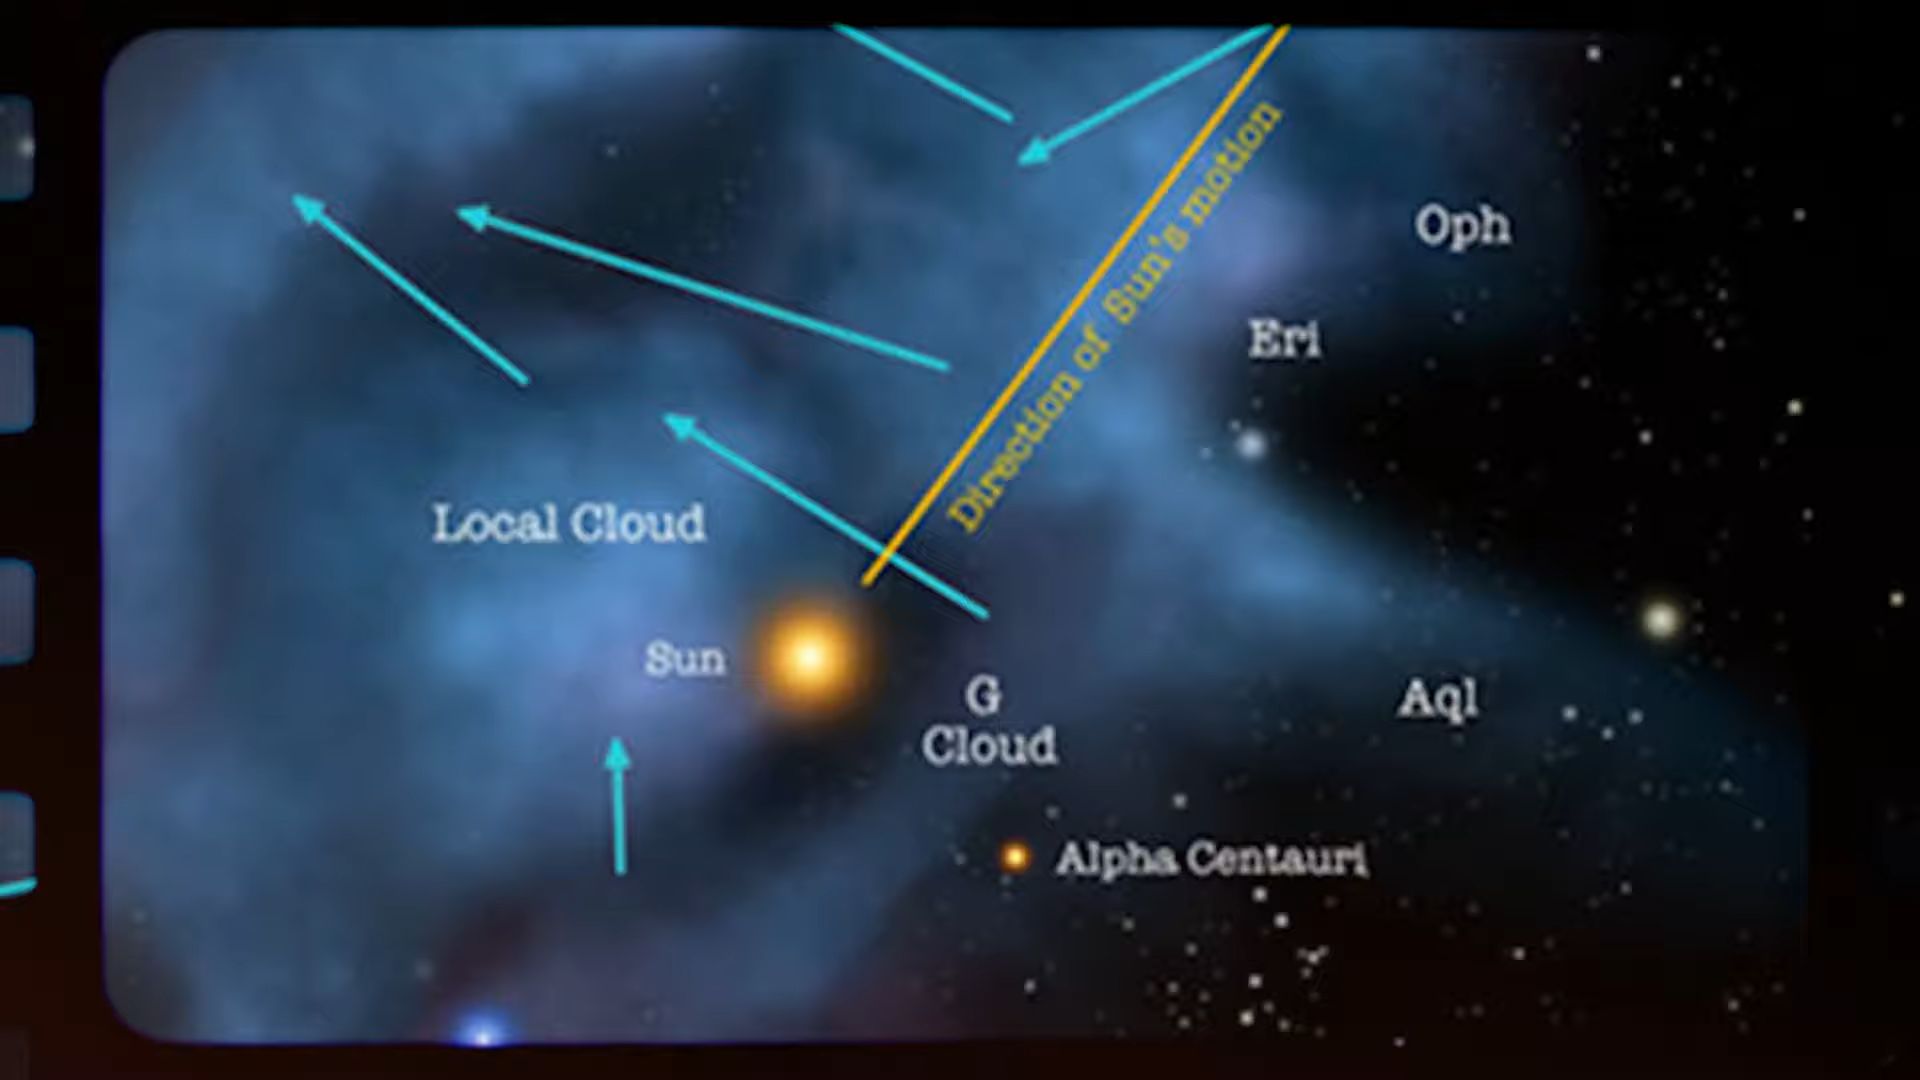 Direction of Sun's motion
Oph
Eri
Local Cloud
Sun
G
Cloud
Aql
Alpha Centauri